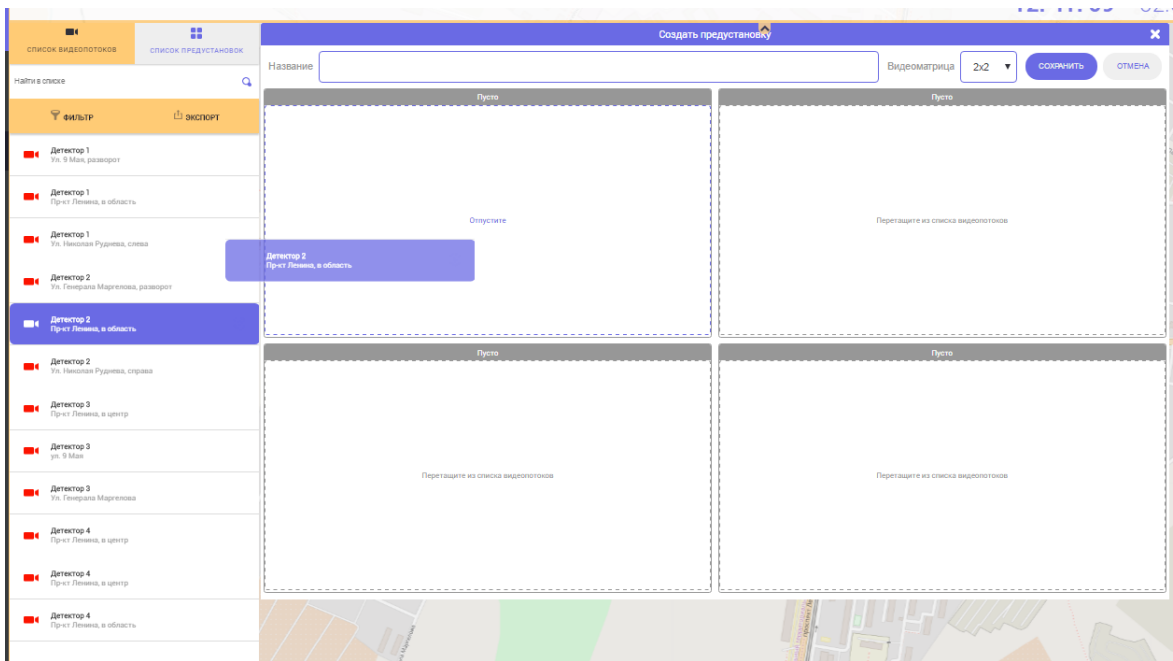 СПИСОК ВИДЕОПОТОКОВ
СПИСОК ПРЕДУСТАНОВОК
Найти в списке
ФИЛЬТР
ЭКСПОРТ
Детектор 1
Ул. 9 Мая, разворот
Детектор 1
Пр-кт Ленина, в область
Детектор 1
Ул. Николая Руднева, слева
Детектор 2
Ул. Генерала Маргелова, разворот
Детектор 2
Пр-кт Ленина, в область
Детектор 2
Ул. Николая Руднева, справа
Детектор 3
Пр-кт Ленина, в центр
Детектор 3
ул. 9 Мая
Детектор 3
Ул. Генерала Маргелова
Детектор 4
Пр-кт Ленина, в центр
Детектор 4
Пр-кт Ленина, в центр
Детектор 4
Пр-кт Ленина, в область
Создать предустановку
Название
Видеоматрица
2x2
СОХРАНИТЬ
ОТМЕНА
Пусто
Отпустите
Детектор 2
Пр-кт Ленина, в область
Пусто
Перетащите из списка видеопотоков
Пусто
Перетащите из списка видеопотоков
Пусто
Перетащите из списка видеопотоков